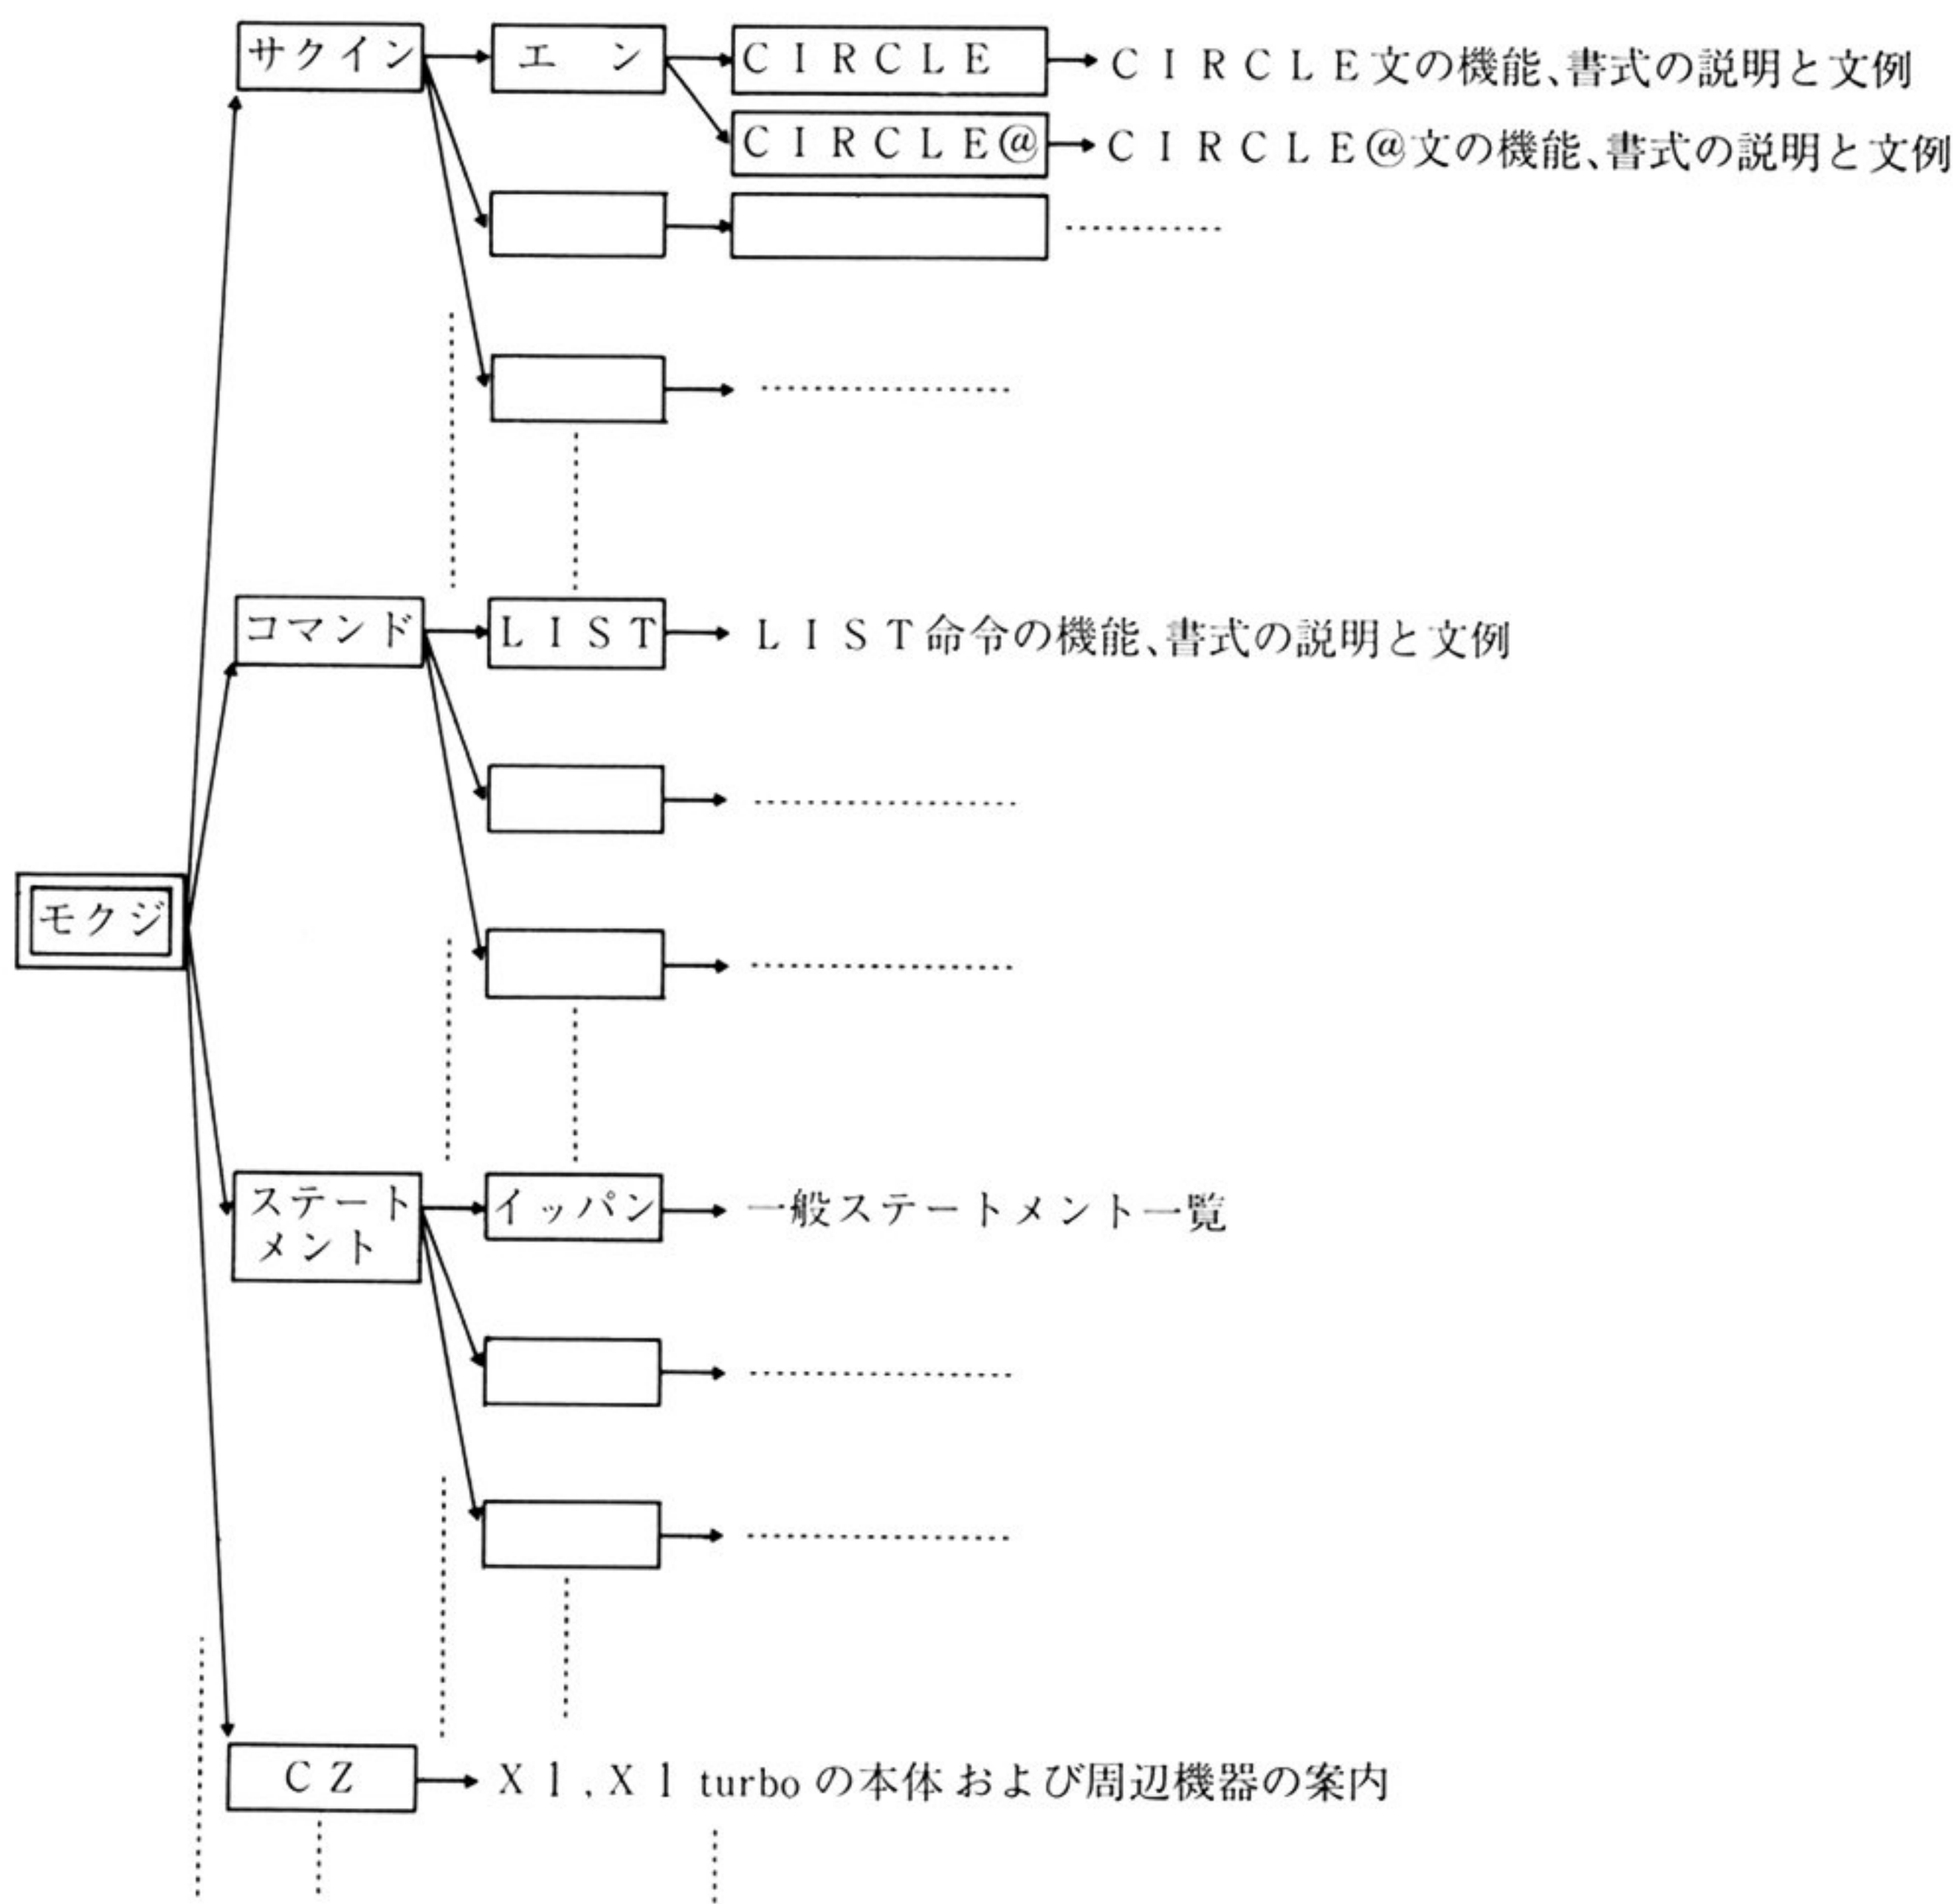 サクイン
エン
CIRCLE
CIRCLE文の機能、書式の説明と文例
CIRCLE@
CIRCLE@文の機能、書式の説明と文例
コマンド
LIST
LIST命令の機能、書式の説明と文例
モクジ
ステート
メント
イッパン
一般ステートメント一覧
CZ
X1,X1 turboの本体および周辺機器の案内